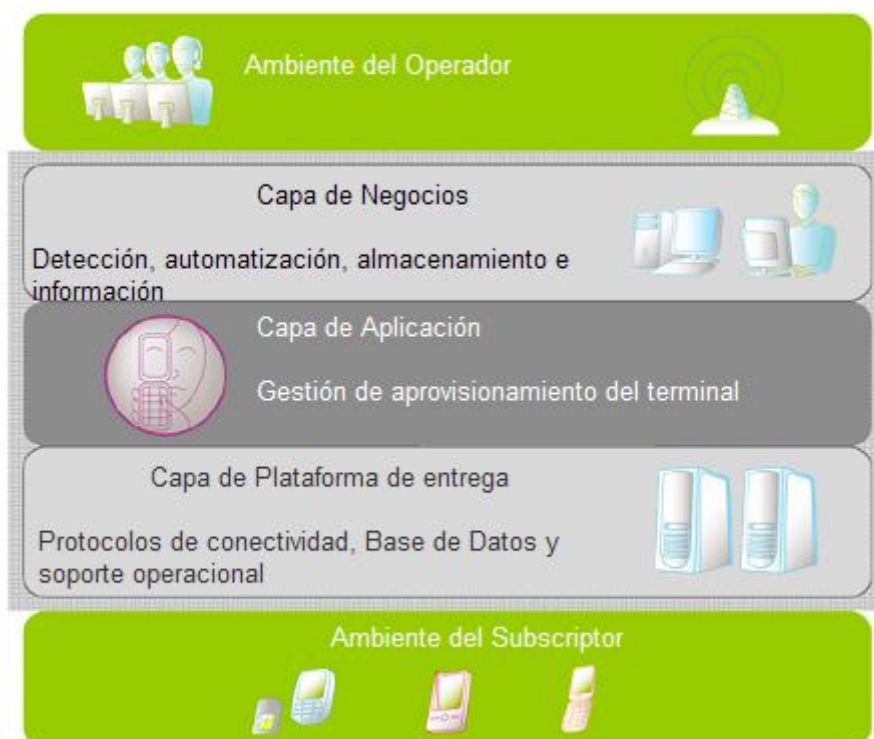 Ambiente del Operador
Capa de Negocios
Detección, automatización, almacenamiento e
información
Capa de Aplicación
Gestión de aprovisionamiento del terminal
Capa de Plataforma de entrega
Protocolos de conectividad, Base de Datos y
soporte operacional
Ambiente del Subscriptor